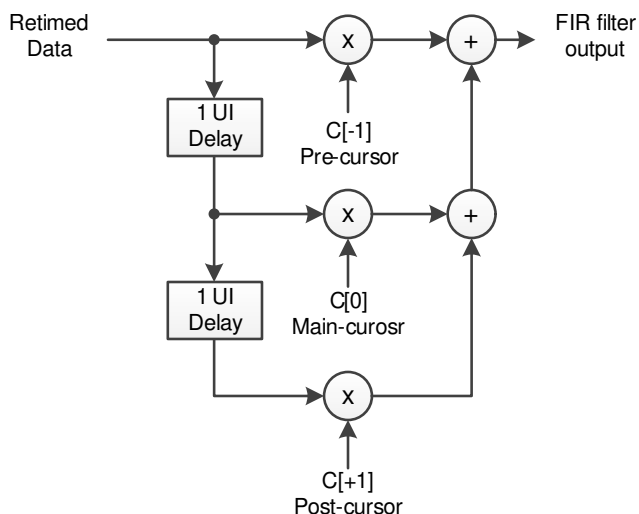 Retimed
Data
x
+
FIR filter
output
1 UI
Delay
C[-1]
Pre-cursor
x
+
1 UI
Delay
C[0]
Main-curosr
x
C[+1]
Post-cursor